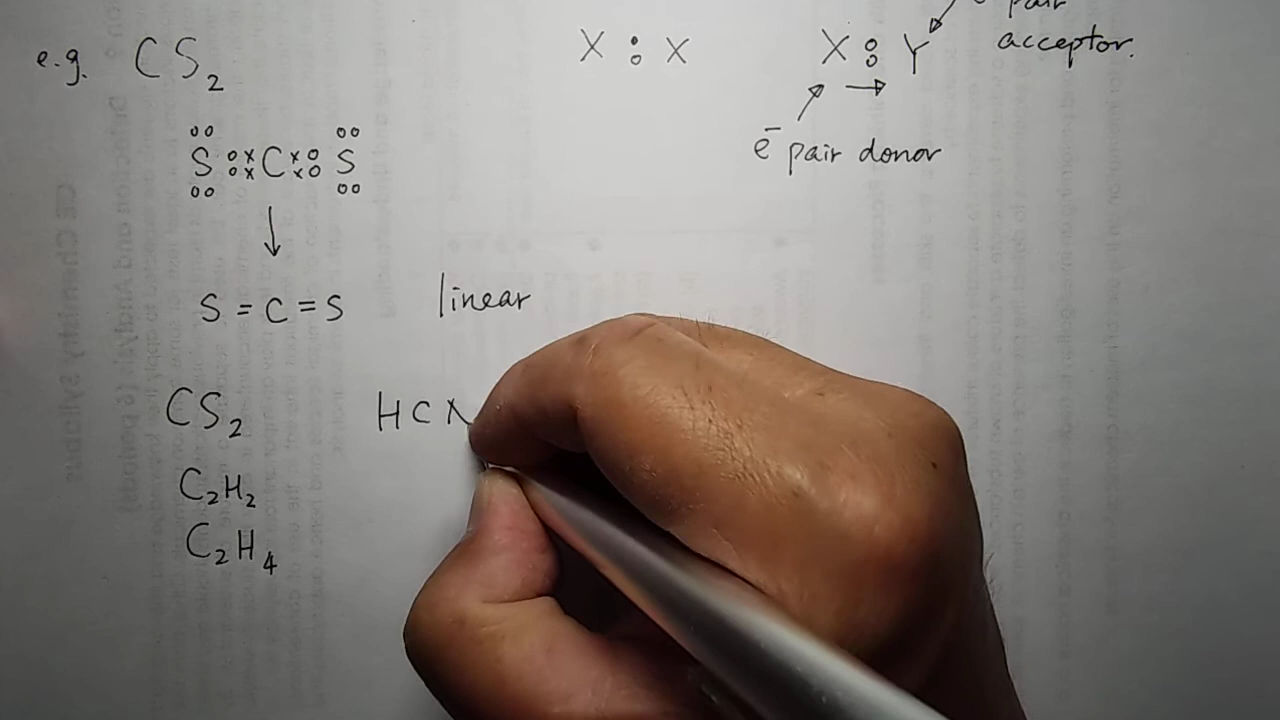 e.g. CS₂
S C S
S = C = S linear
CS₂ HCN
C₂H₂
C₂H₄
X : X
X : Y
pair
acceptor.
e⁻ pair donor